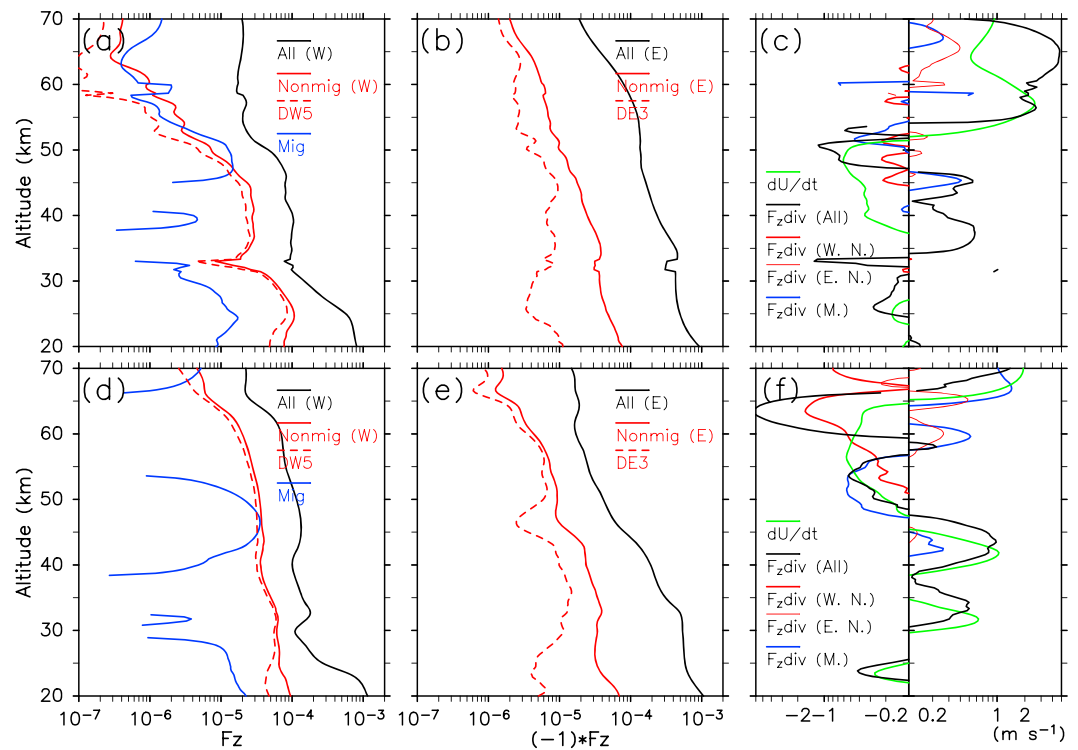 (a)
All (W)
Nonmig (W)
DW5
Mig
Altitude (km)
70
60
50
40
30
20
(b)
All (E)
Nonmig (E)
DE3
(c)
dU/dt
Fzdiv (All)
Fzdiv (W. N.)
Fzdiv (E. N.)
Fzdiv (M.)
(d)
All (W)
Nonmig (W)
DW5
Mig
Altitude (km)
70
60
50
40
30
20
10⁻⁷ 10⁻⁶ 10⁻⁵ 10⁻⁴ 10⁻³
Fz
(e)
All (E)
Nonmig (E)
DE3
10⁻⁷ 10⁻⁶ 10⁻⁵ 10⁻⁴ 10⁻³
(−1)*Fz
(f)
dU/dt
Fzdiv (All)
Fzdiv (W. N.)
Fzdiv (E. N.)
Fzdiv (M.)
−2 −1 −0.2 0.2 1 2
(m s⁻¹)